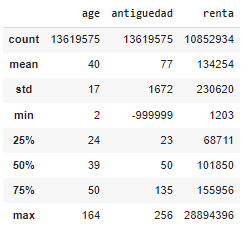 age antiguedad renta
count 13619575 13619575 10852934
mean 40 77 134254
std 17 1672 230620
min 2 -999999 1203
25% 24 23 68711
50% 39 50 101850
75% 50 135 155956
max 164 256 28894396